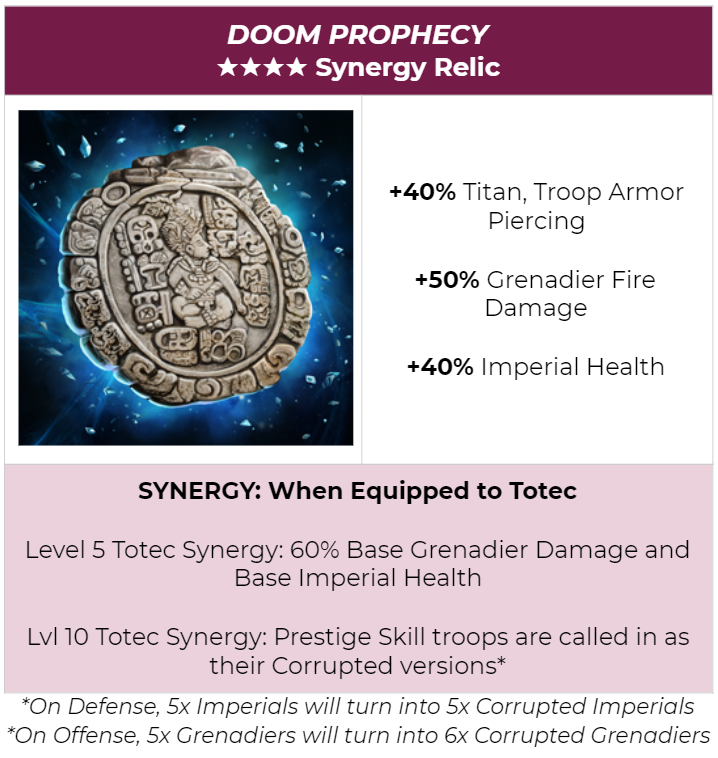 DOOM PROPHECY
★★★★ Synergy Relic
+40% Titan, Troop Armor
Piercing
+50% Grenadier Fire
Damage
+40% Imperial Health
SYNERGY: When Equipped to Totec
Level 5 Totec Synergy: 60% Base Grenadier Damage and
Base Imperial Health
Lvl 10 Totec Synergy: Prestige Skill troops are called in as
their Corrupted versions*
*On Defense, 5x Imperials will turn into 5x Corrupted Imperials
*On Offense, 5x Grenadiers will turn into 6x Corrupted Grenadiers